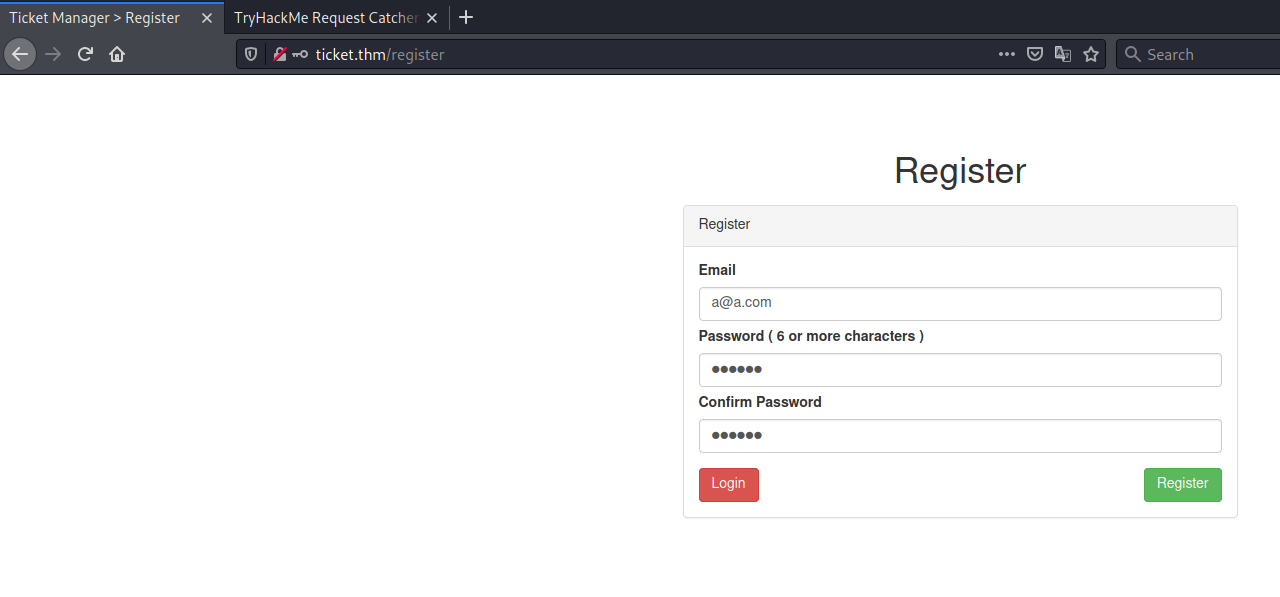 Ticket Manager > Register
TryHackMe Request Catcher
ticket.thm/register
Search
Register
Register
Email
a@a.com
Password ( 6 or more characters )
●●●●●●
Confirm Password
●●●●●●
Login Register